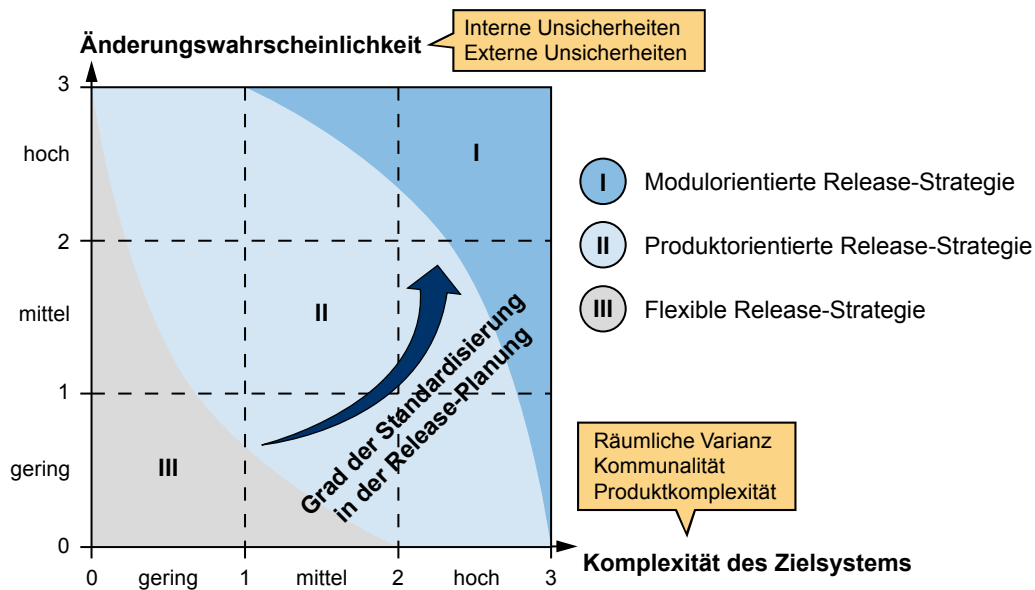 Änderungswahrscheinlichkeit
Interne Unsicherheiten
Externe Unsicherheiten
3
hoch
2
mittel
1
gering
0
I
II
III
Grad der Standardisierung
in der Release-Planung
I
Modulorientierte Release-Strategie
II
Produktorientierte Release-Strategie
III
Flexible Release-Strategie
Räumliche Varianz
Kommunalität
Produktkomplexität
0
gering
1
mittel
2
hoch
3
Komplexität des Zielsystems